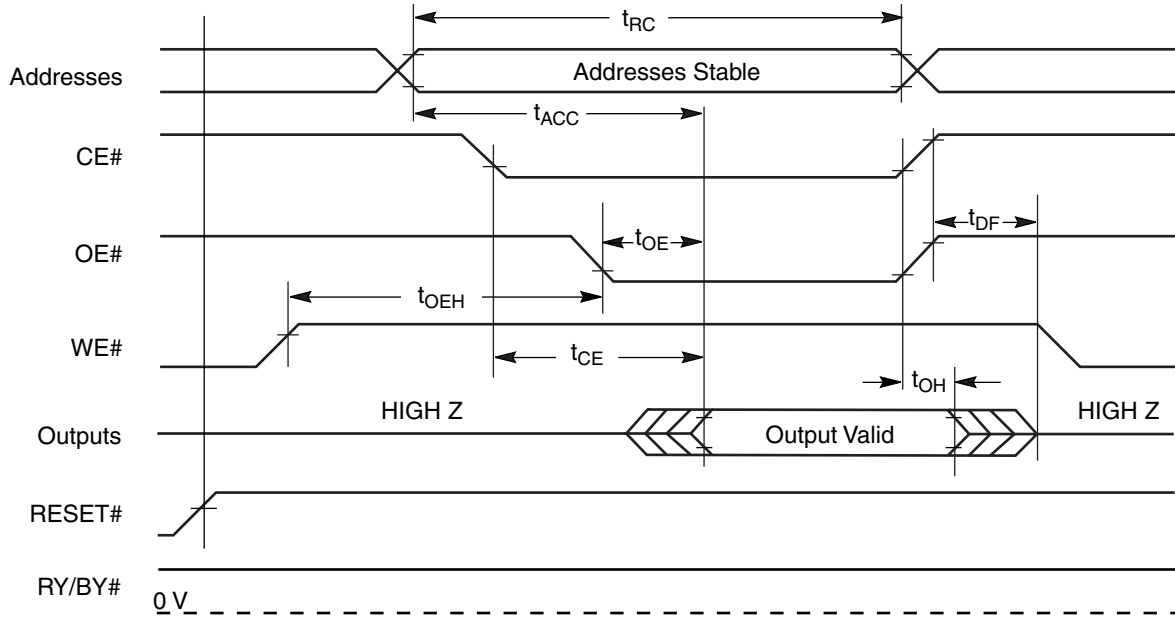 tRC
Addresses
Addresses Stable
tACC
CE#
tDF
OE#
tOE
tOEH
WE#
tCE
tOH
HIGH Z
HIGH Z
Outputs
Output Valid
RESET#
RY/BY#
0 V